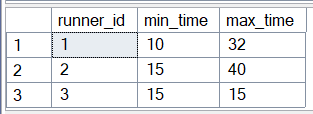 runner_id min_time max_time
1 1 10 32
2 2 15 40
3 3 15 15